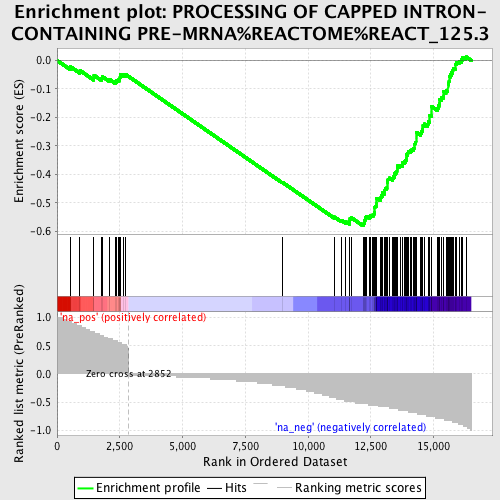 Enrichment plot: PROCESSING OF CAPPED INTRON-
CONTAINING PRE-MRNA%REACTOME%REACT_125.3
Enrichment score (ES)
0.0
-0.1
-0.2
-0.3
-0.4
-0.5
-0.6
Ranked list metric (PreRanked)
1.0
0.5
0.0
-0.5
-1.0
'na_pos' (positively correlated)
Zero cross at 2852
'na_neg' (negatively correlated)
0
2,500
5,000
7,500
10,000
12,500
15,000
Rank in Ordered Dataset
Enrichment profile
Hits
Ranking metric scores